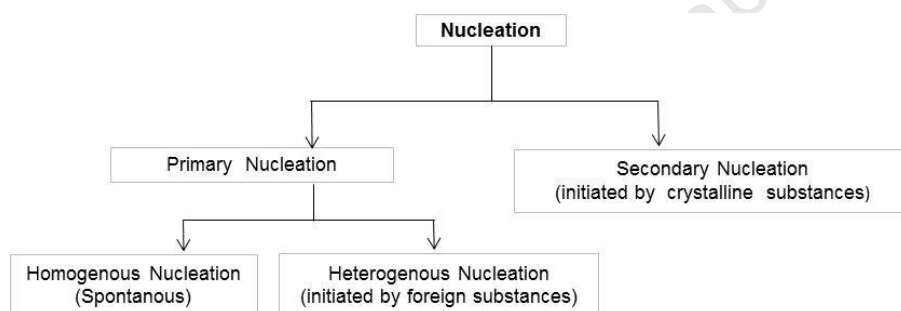 Nucleation
Primary Nucleation
Secondary Nucleation
(initiated by crystalline substances)
Homogenous Nucleation
(Spontanous)
Heterogenous Nucleation
(initiated by foreign substances)